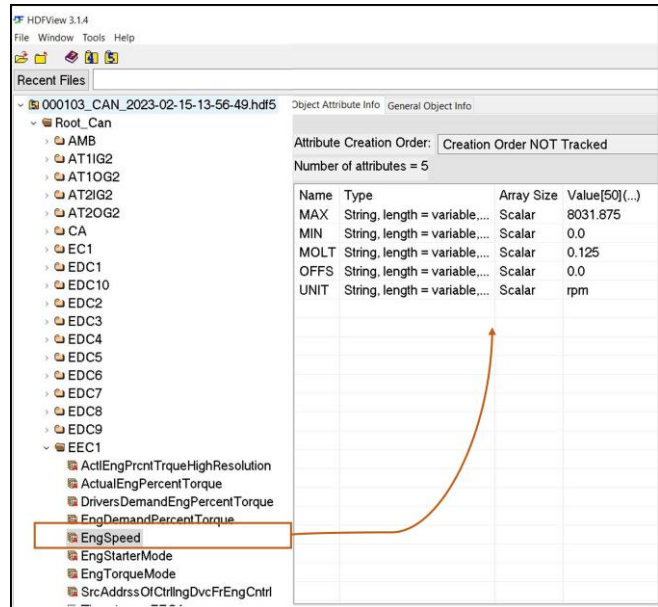 HDFView 3.1.4
File Window Tools Help
Recent Files
000103_CAN_2023-02-15-13-56-49.hdf5
Root_Can
AMB
AT1IG2
AT1OG2
AT2IG2
AT2OG2
CA
EC1
EDC1
EDC10
EDC2
EDC3
EDC4
EDC5
EDC6
EDC7
EDC8
EDC9
EEC1
ActlEngPrcntTrqueHighResolution
ActualEngPercentTorque
DriversDemandEngPercentTorque
EngDemandPercentTorque
EngSpeed
EngStarterMode
EngTorqueMode
SrcAddrssOfCtrllngDvcFrEngCntrl
Object Attribute Info General Object Info
Attribute Creation Order: Creation Order NOT Tracked
Number of attributes = 5
Name Type Array Size Value[50](...)
MAX String, length = variable,... Scalar 8031.875
MIN String, length = variable,... Scalar 0.0
MOLT String, length = variable,... Scalar 0.125
OFFS String, length = variable,... Scalar 0.0
UNIT String, length = variable,... Scalar rpm